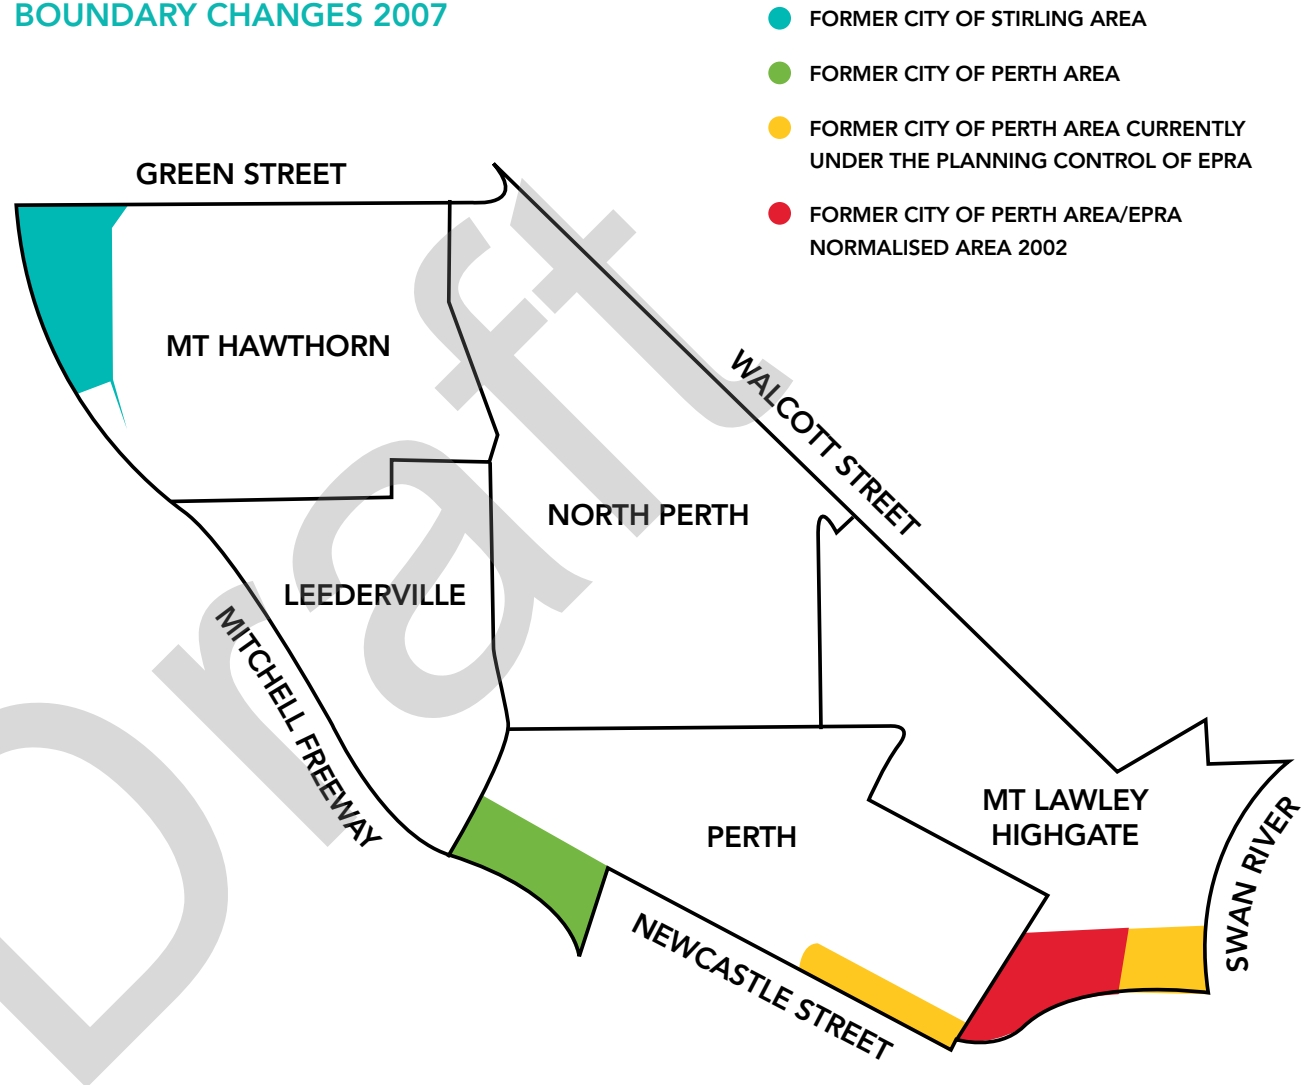 BOUNDARY CHANGES 2007
FORMER CITY OF STIRLING AREA
FORMER CITY OF PERTH AREA
FORMER CITY OF PERTH AREA CURRENTLY
UNDER THE PLANNING CONTROL OF EPRA
FORMER CITY OF PERTH AREA/EPRA
NORMALISED AREA 2002
GREEN STREET
MT HAWTHORN
WALCOTT STREET
NORTH PERTH
LEEDERVILLE
MITCHELL FREEWAY
MT LAWLEY
HIGHGATE
PERTH
SWAN RIVER
NEWCASTLE STREET
Draft